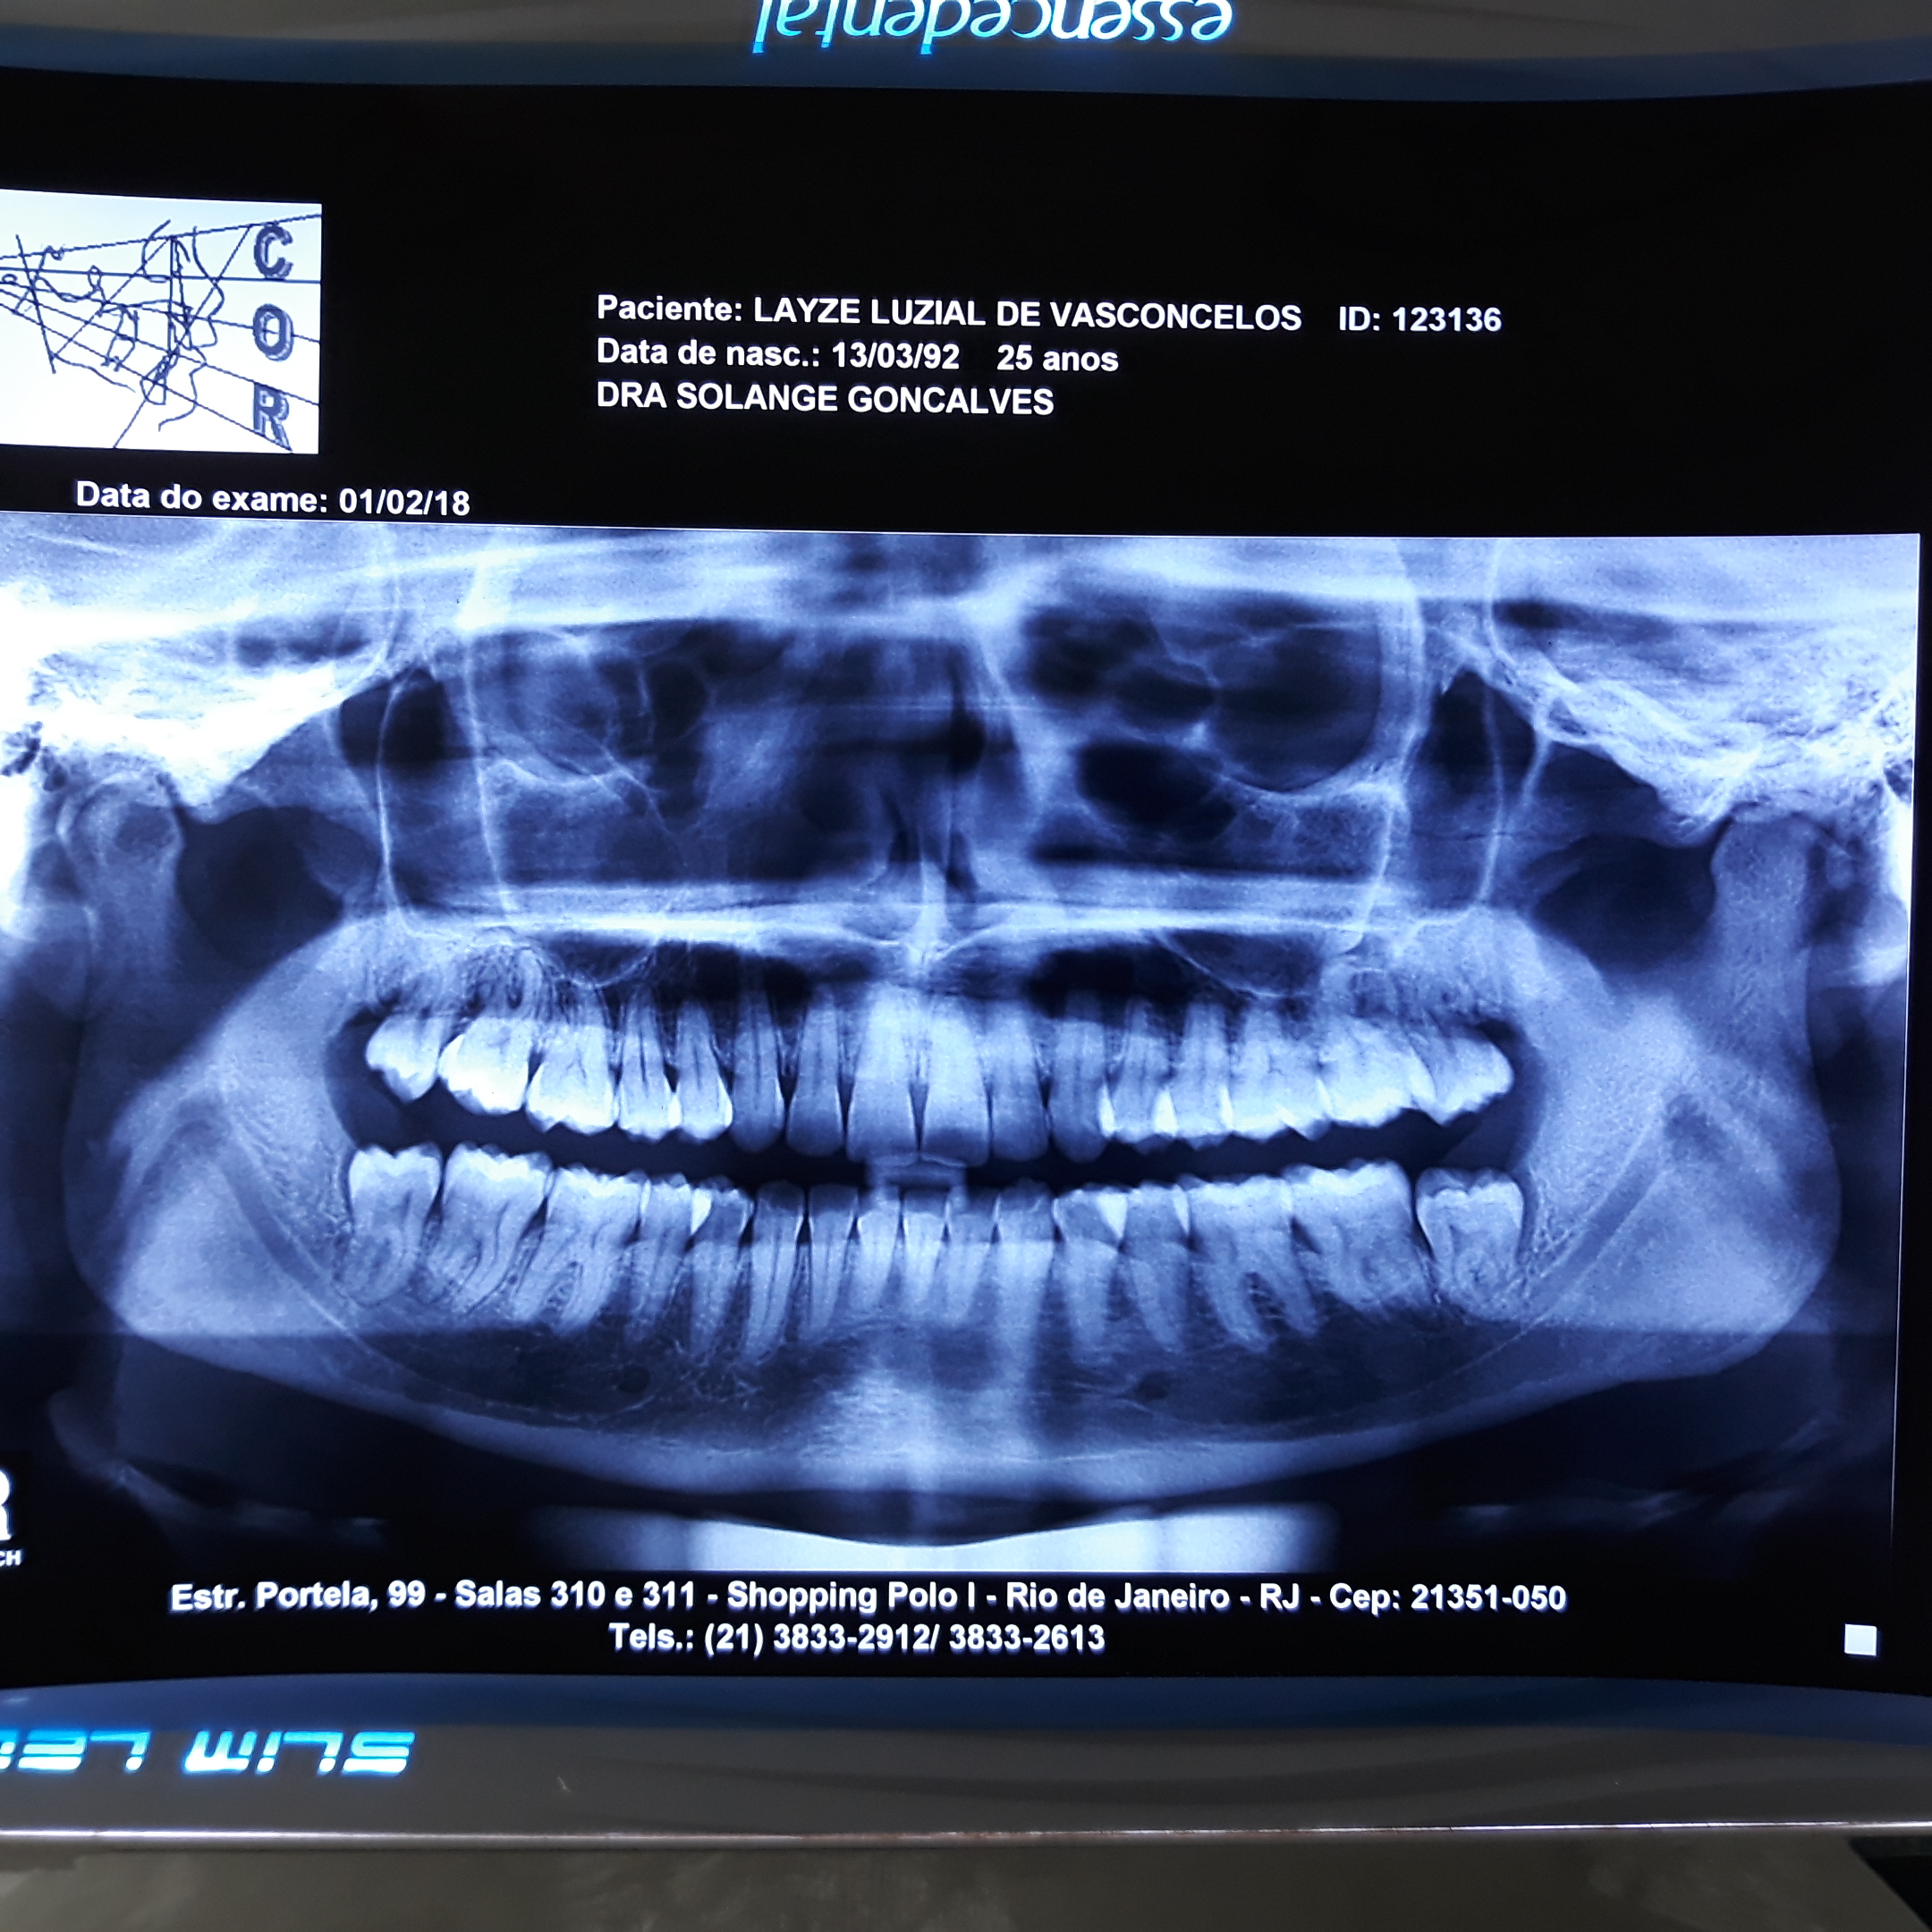 essencedental
C
O
R
Paciente: LAYZE LUZIAL DE VASCONCELOS ID: 123136
Data de nasc.: 13/03/92 25 anos
DRA SOLANGE GONCALVES
Data do exame: 01/02/18
R
CH
Estr. Portela, 99 - Salas 310 e 311 - Shopping Polo I - Rio de Janeiro - RJ - Cep: 21351-050
Tels.: (21) 3833-2912/ 3833-2613
SLIM